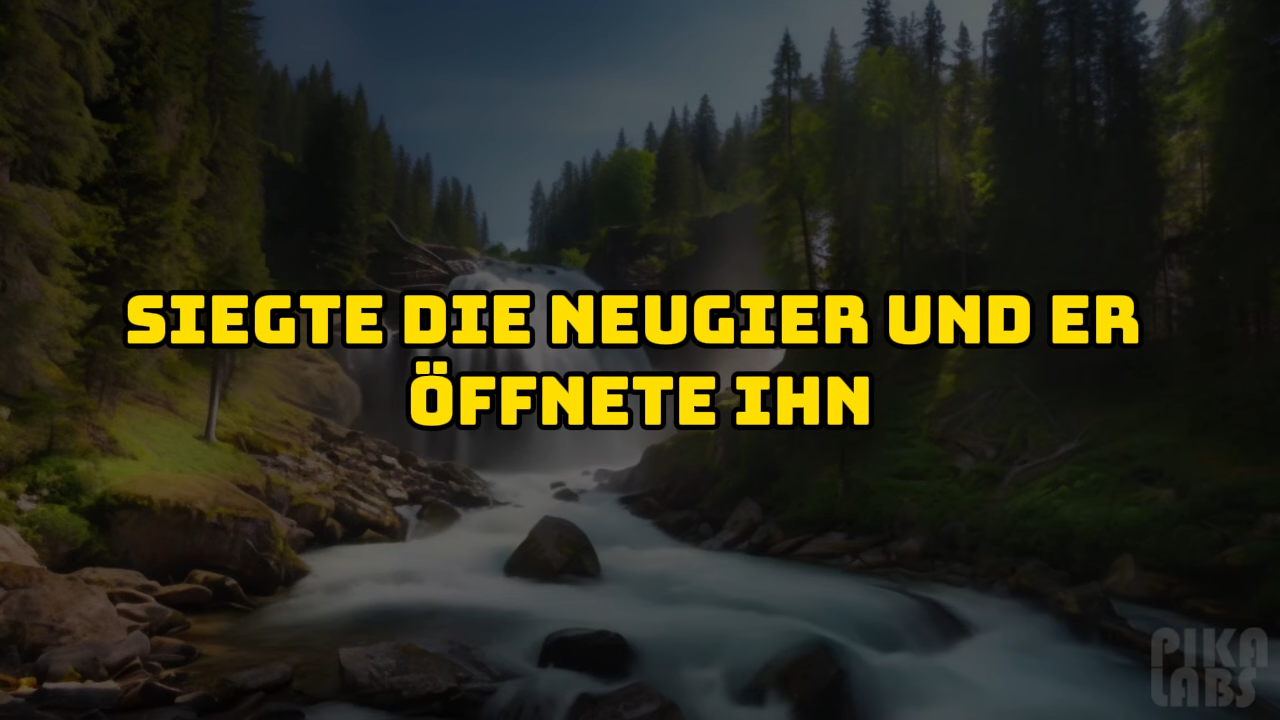 SIEGTE DIE NEUGIER UND ER
ÖFFNETE IHN
PIKA
LABS